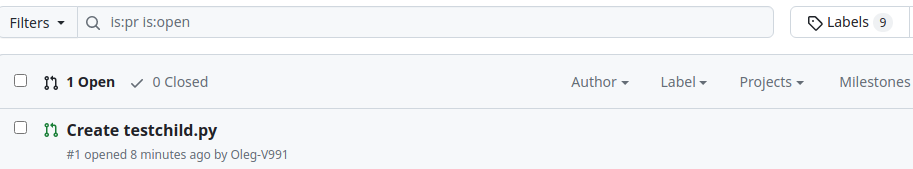 Filters is:pr is:open Labels 9
1 Open 0 Closed Author Label Projects Milestones
Create testchild.py
#1 opened 8 minutes ago by Oleg-V991